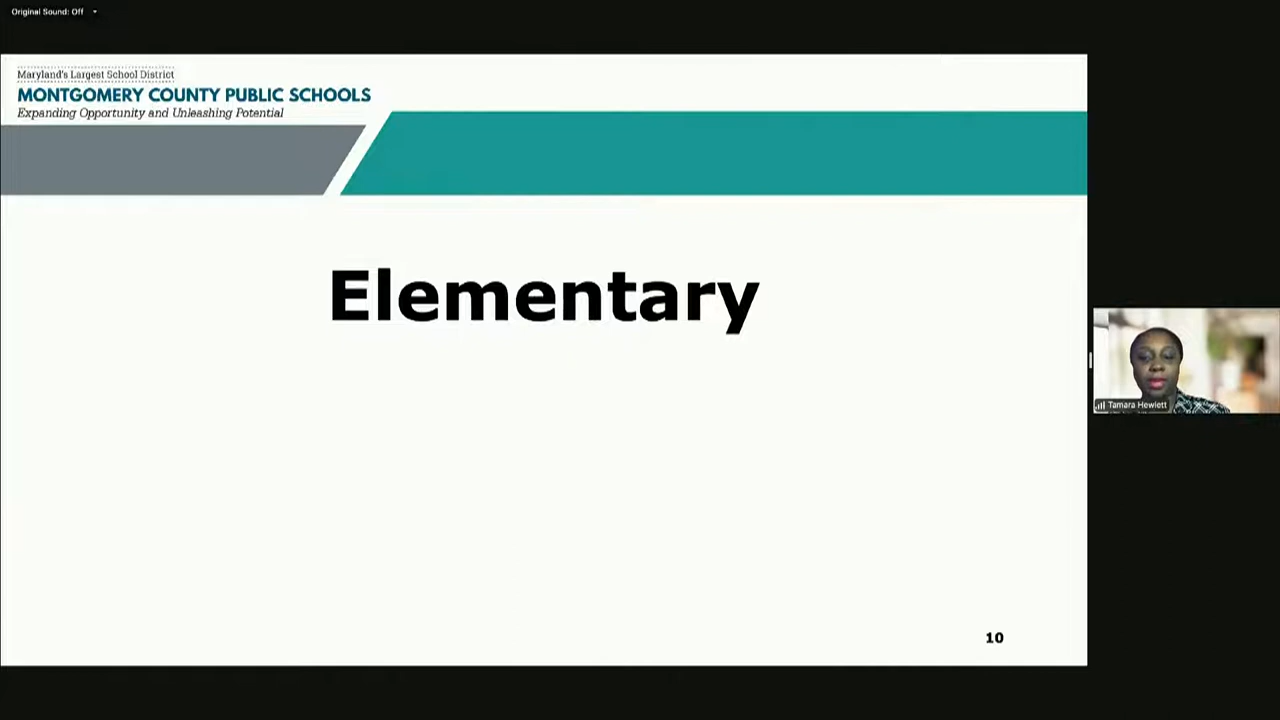 Original Sound: Off
Maryland's Largest School District
MONTGOMERY COUNTY PUBLIC SCHOOLS
Expanding Opportunity and Unleashing Potential
Elementary
Tamara Hewlett
10